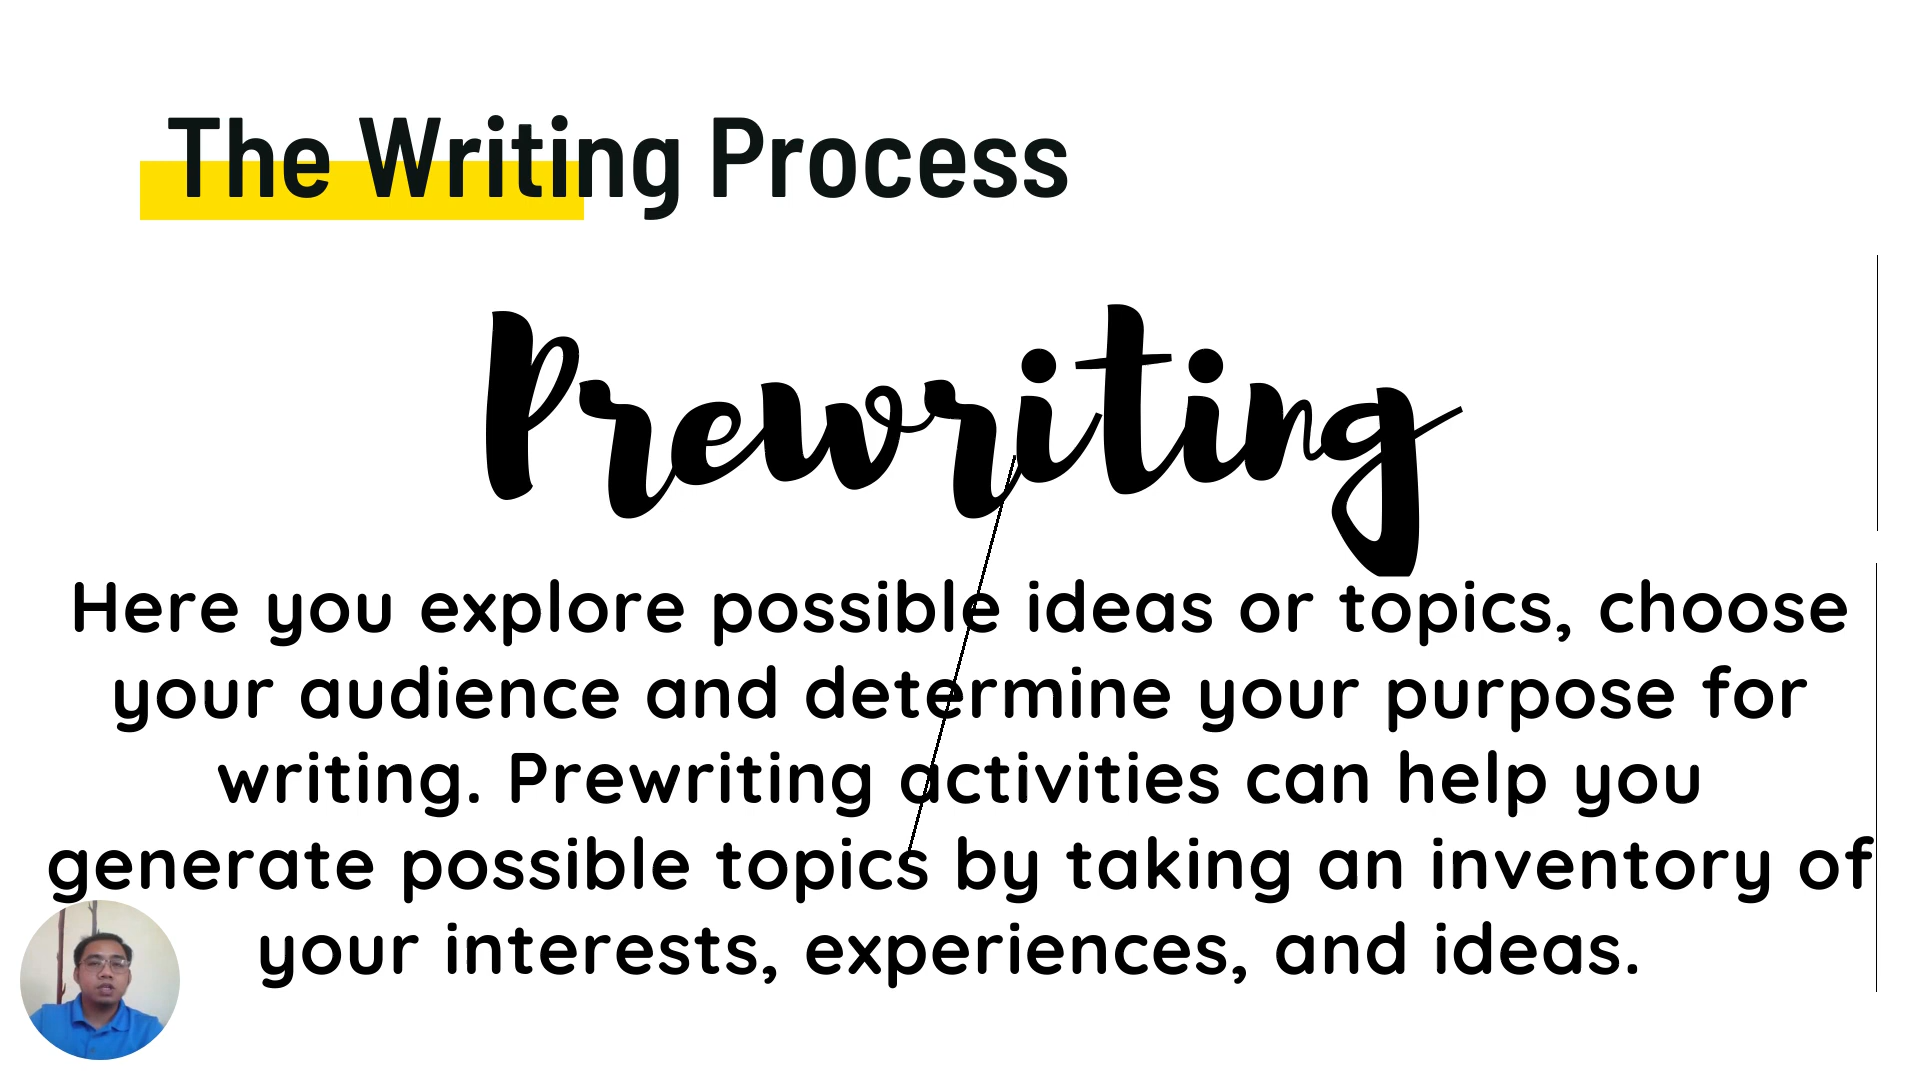 The Writing Process
Prewriting
Here you explore possible ideas or topics, choose
your audience and determine your purpose for
writing. Prewriting activities can help you
generate possible topics by taking an inventory of
your interests, experiences, and ideas.